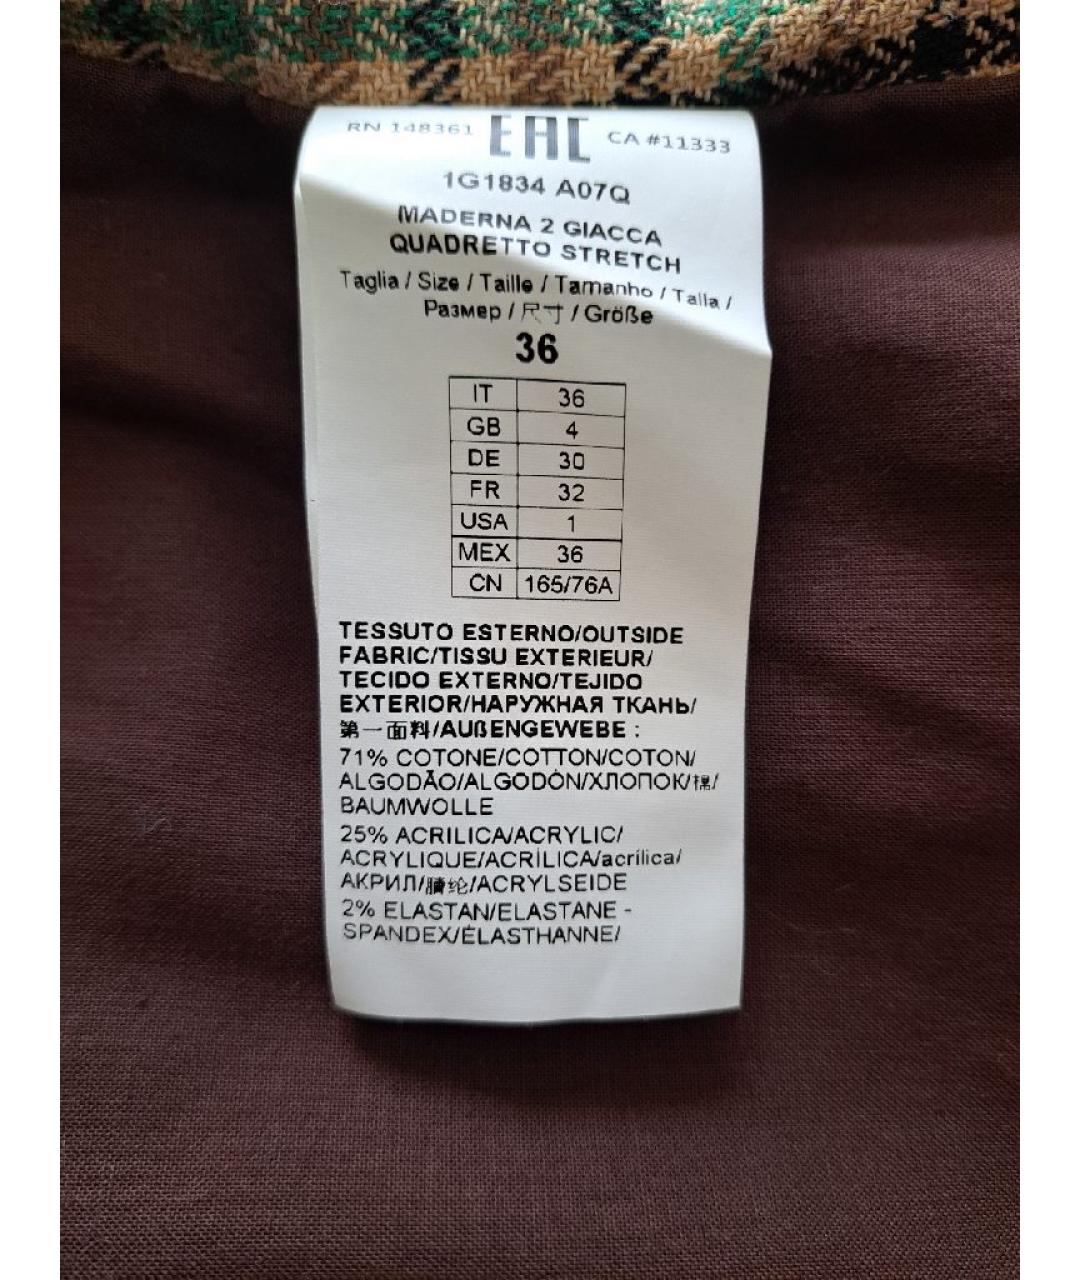 RN 148361 EAC CA #11333
1G1834 A07Q
MADERNA 2 GIACCA
QUADRETTO STRETCH
Taglia / Size / Taille / Tamanho / Talla /
Размер / 尺寸 / Größe
36
IT 36
GB 4
DE 30
FR 32
USA 1
MEX 36
CN 165/76A
TESSUTO ESTERNO/OUTSIDE
FABRIC/TISSU EXTERIEUR/
TECIDO EXTERNO/TEJIDO
EXTERIOR/НАРУЖНАЯ ТКАНЬ/
第一面料/AUßENGEWEBE :
71% COTONE/COTTON/COTON/
ALGODÃO/ALGODÓN/ХЛОПОК/棉/
BAUMWOLLE
25% ACRILICA/ACRYLIC/
ACRYLIQUE/ACRÍLICA/acrílica/
АКРИЛ/腈纶/ACRYLSEIDE
2% ELASTAN/ELASTANE -
SPANDEX/ÉLASTHANNE/